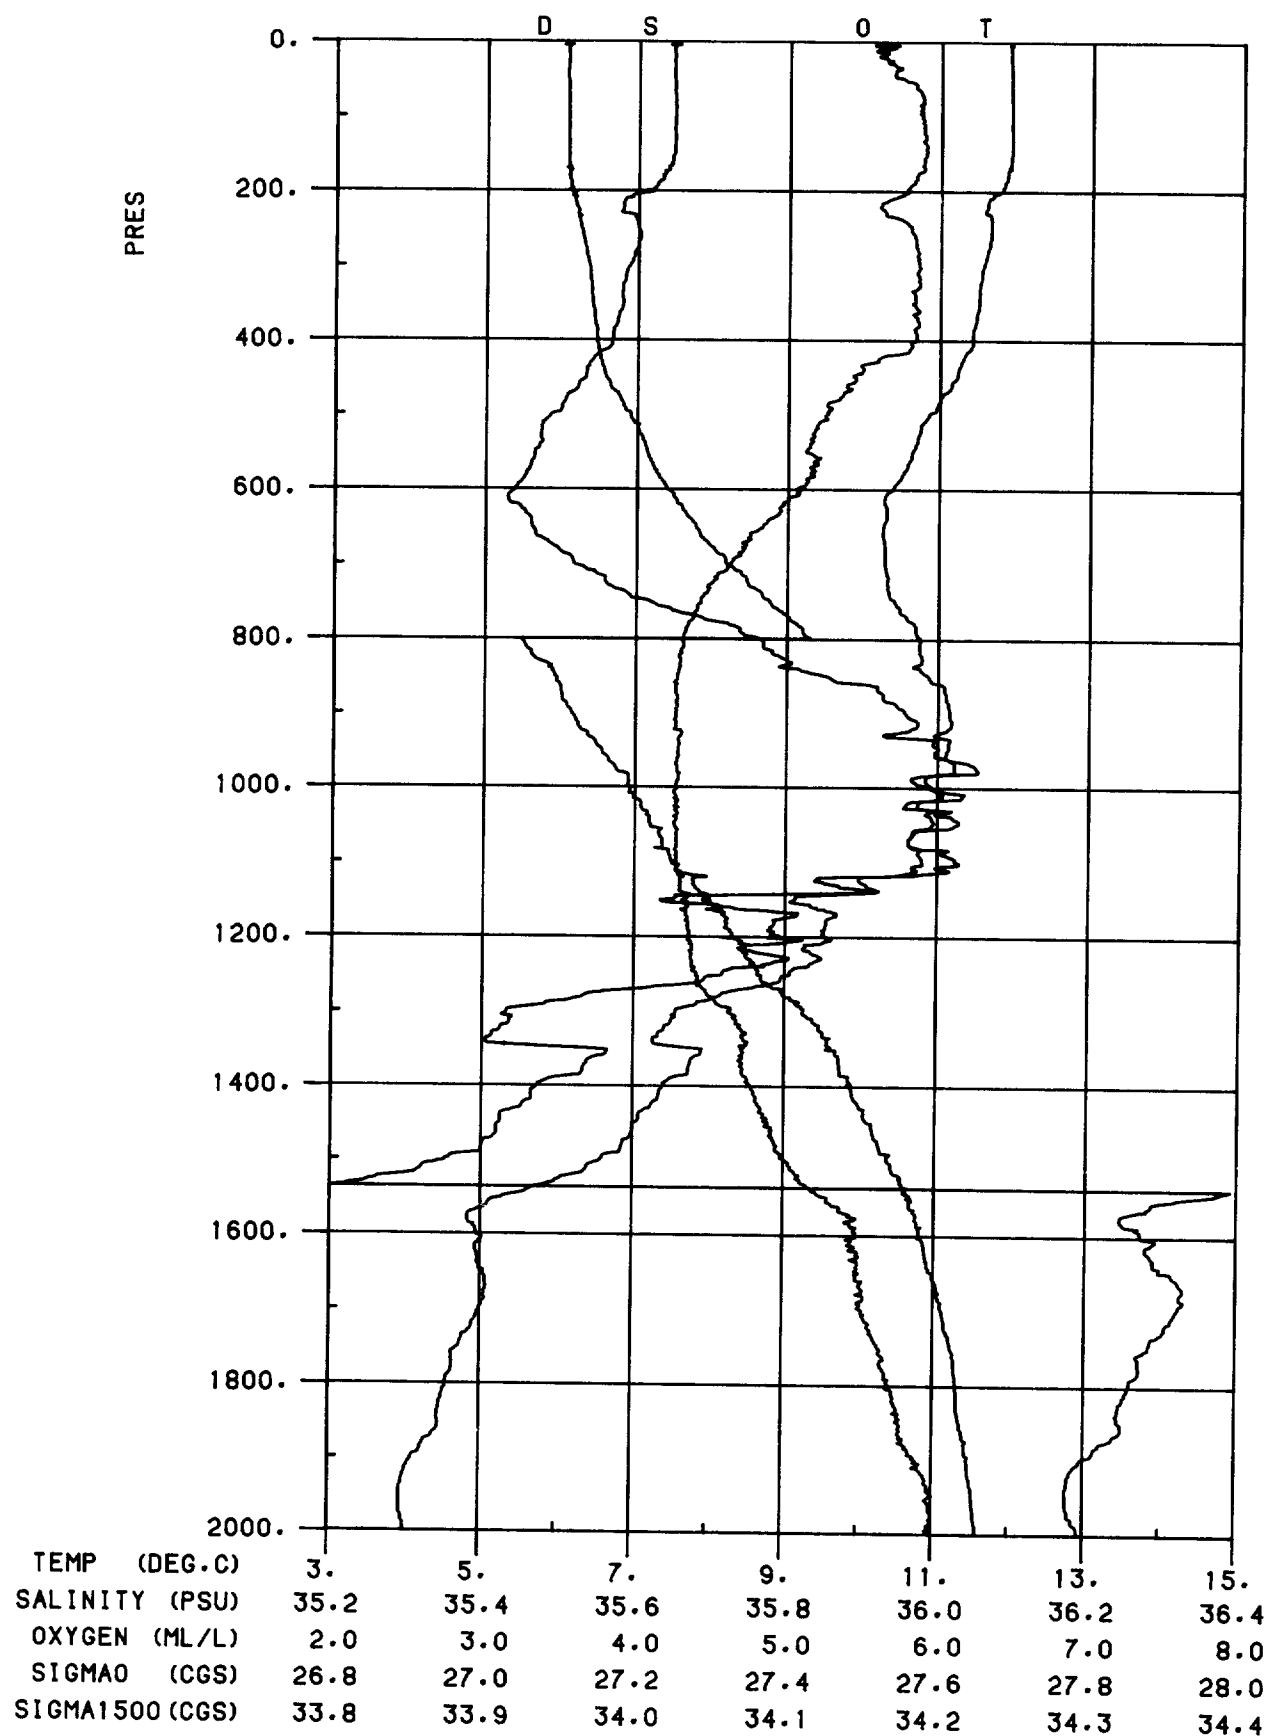 D S O T
0.
200.
PRES
400.
600.
800.
1000.
1200.
1400.
1600.
1800.
2000.
TEMP (DEG.C) 3. 5. 7. 9. 11. 13. 15.
SALINITY (PSU) 35.2 35.4 35.6 35.8 36.0 36.2 36.4
OXYGEN (ML/L) 2.0 3.0 4.0 5.0 6.0 7.0 8.0
SIGMA0 (CGS) 26.8 27.0 27.2 27.4 27.6 27.8 28.0
SIGMA1500 (CGS) 33.8 33.9 34.0 34.1 34.2 34.3 34.4